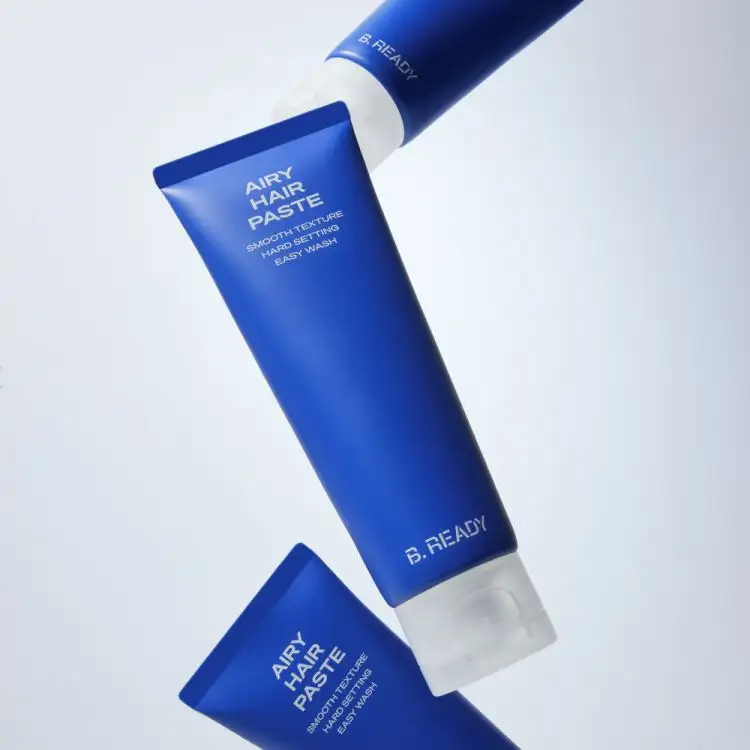 B. READY
AIRY
HAIR
PASTE
SMOOTH TEXTURE
HARD SETTING
EASY WASH
B. READY
AIRY
HAIR
PASTE
SMOOTH TEXTURE
HARD SETTING
EASY WASH